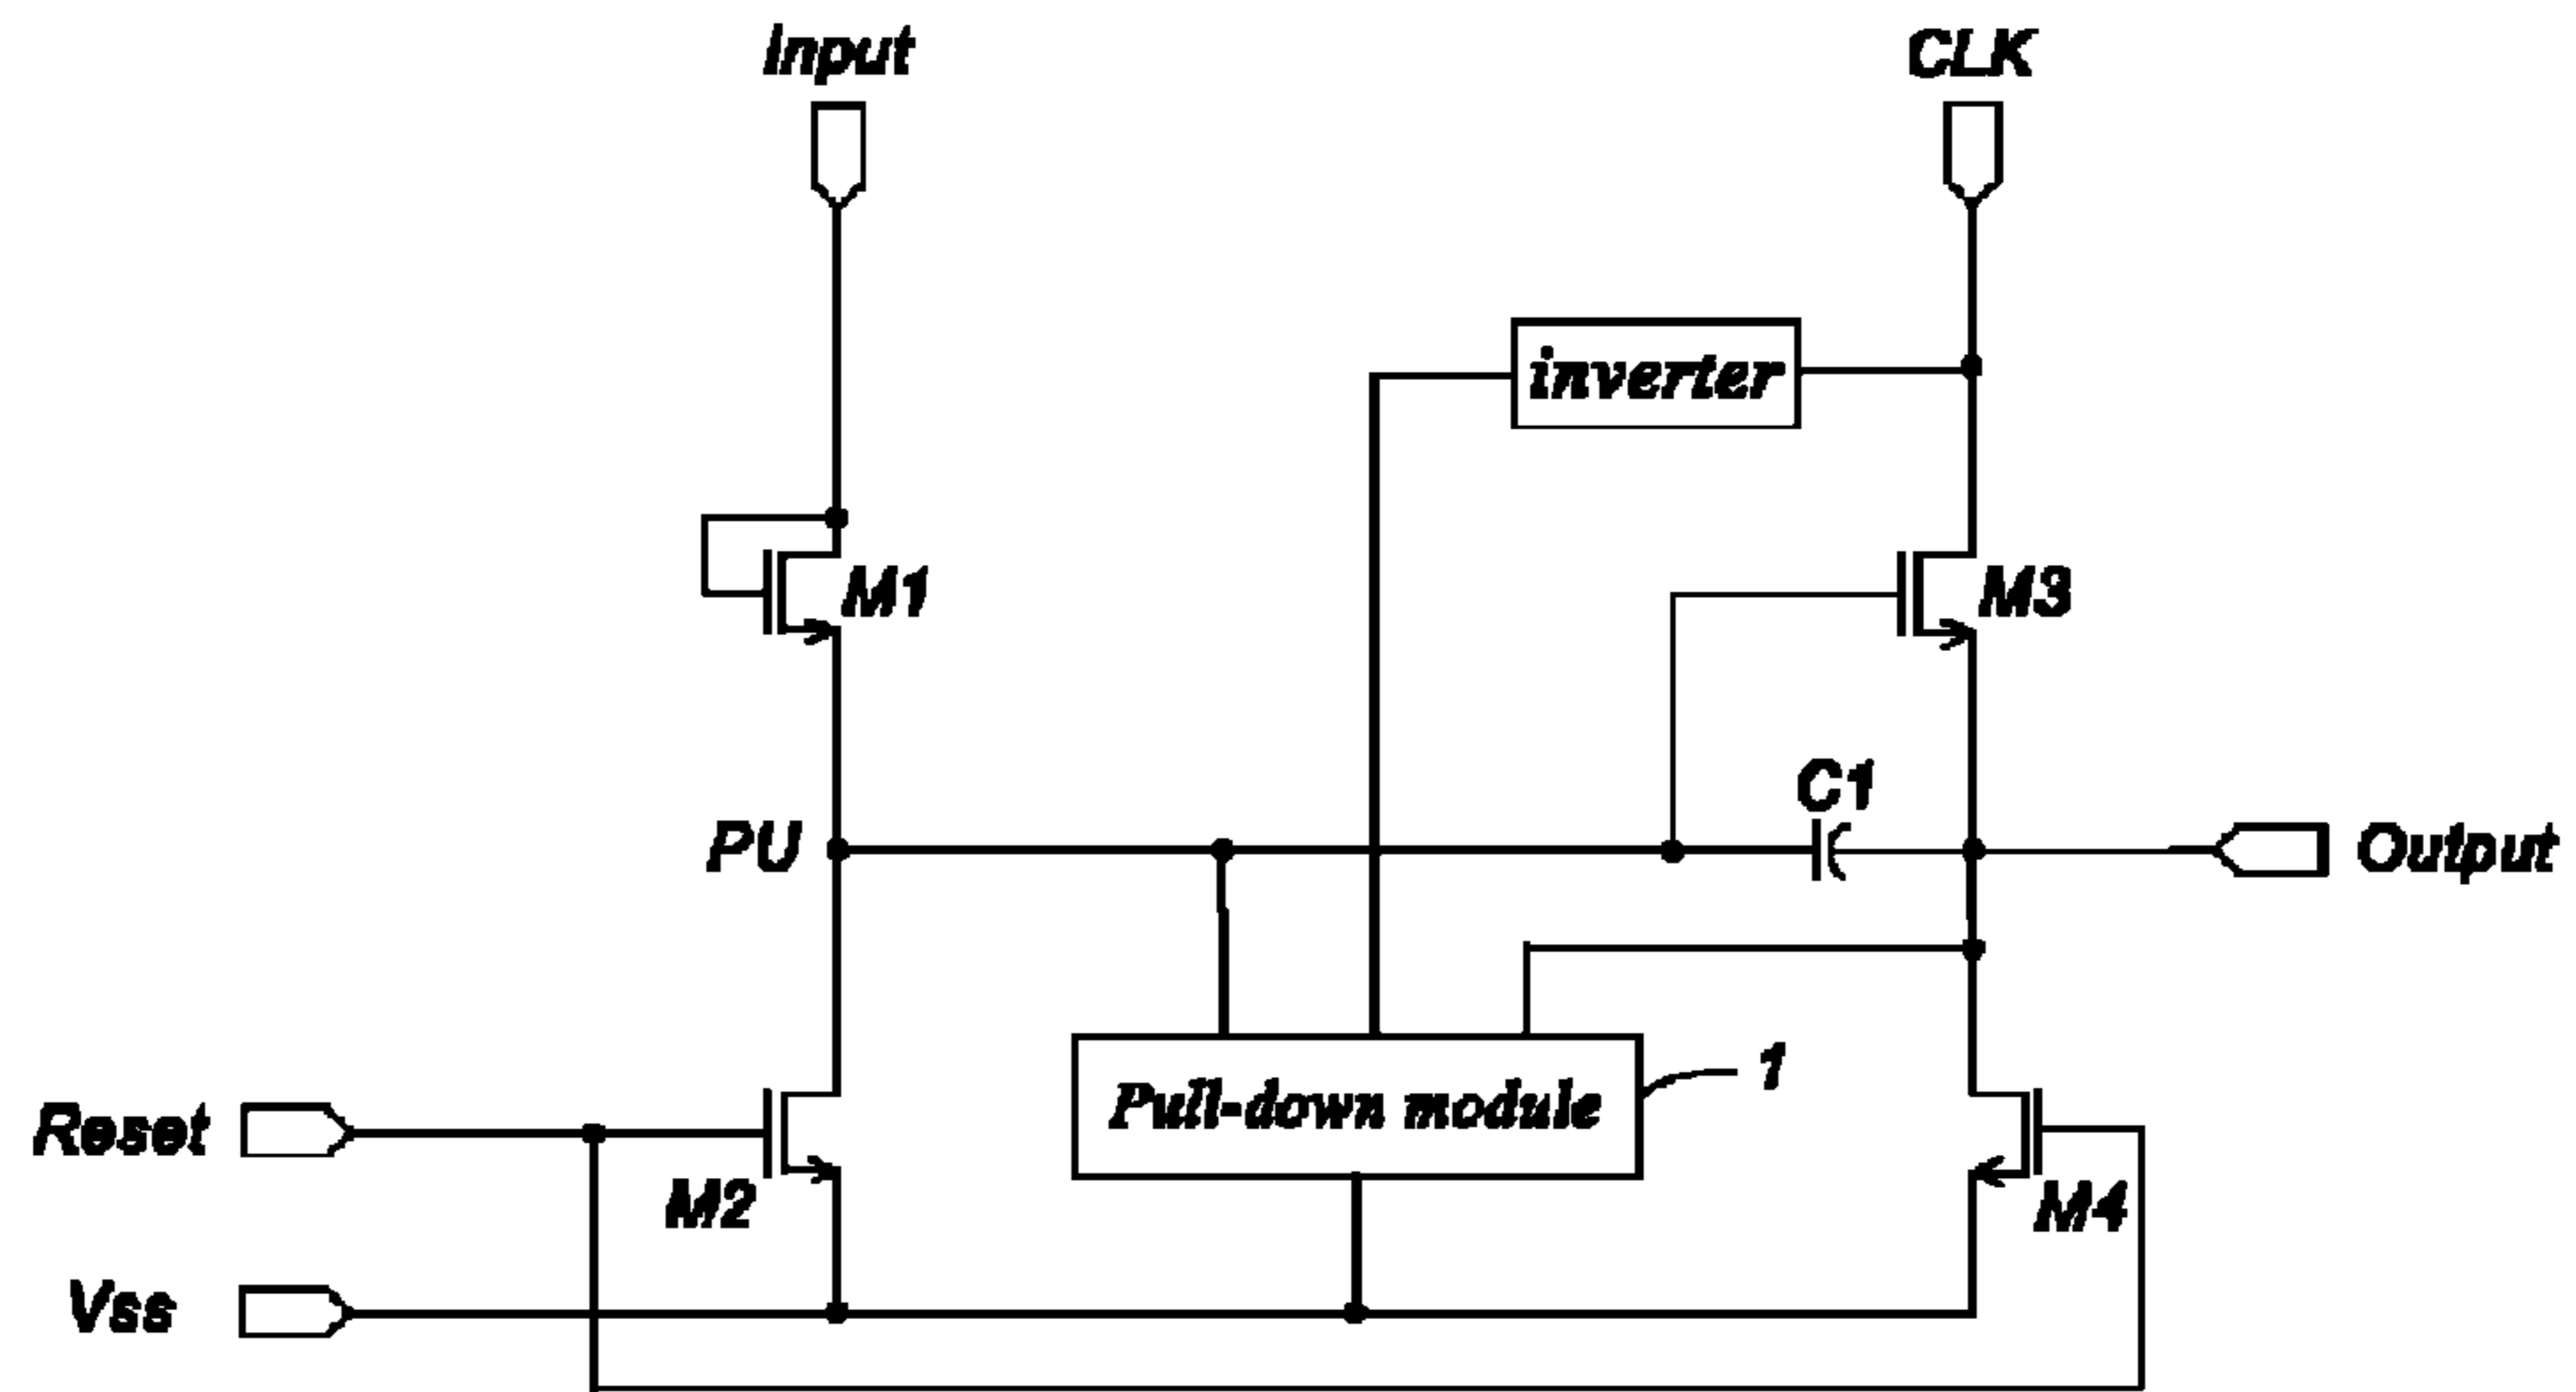 Input
CLK
inverter
M1
M3
C1
PU
Output
Pull-down module
1
Reset
M2
M4
Vss